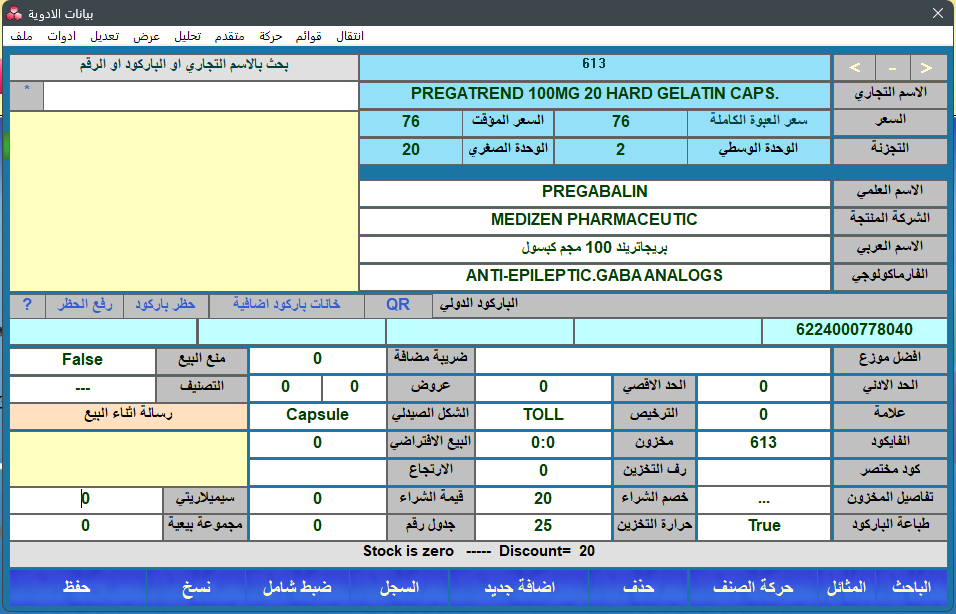 بيانات الادوية
ملف ادوات تعديل عرض تحليل متقدم حركة قوائم انتقال
بحث بالاسم التجاري او الباركود او الرقم 613 < - >
*
الاسم التجاري PREGATREND 100MG 20 HARD GELATIN CAPS.
السعر سعر العبوة الكاملة 76 السعر المؤقت 76
التجزئة الوحدة الوسطي 2 الوحدة الصغري 20
الاسم العلمي PREGABALIN
الشركة المنتجة MEDIZEN PHARMACEUTIC
الاسم العربي بريجاتريند 100 مجم كبسول
الفارماكولوجي ANTI-EPILEPTIC.GABA ANALOGS
الباركود الدولي QR خانات باركود اضافية حظر باركود رفع الحظر ?
6224000778040
افضل موزع ضريبة مضافة 0 منع البيع False
الحد الادني 0 الحد الاقصي 0 عروض 0 0 التصنيف ---
علامة 0 الترخيص TOLL الشكل الصيدلي Capsule رسالة اثناء البيع
الفايكود 613 مخزون 0:0 البيع الافتراضي 0
كود مختصر رف التخزين 0 الارتجاع
تفاصيل المخزون ... خصم الشراء 20 قيمة الشراء 0 سيميلاريتي 0
طباعة الباركود True حرارة التخزين 25 جدول رقم 0 مجموعة بيعية 0
Stock is zero ----- Discount= 20
الباحث المثائل حركة الصنف حذف اضافة جديد السجل ضبط شامل نسخ حفظ